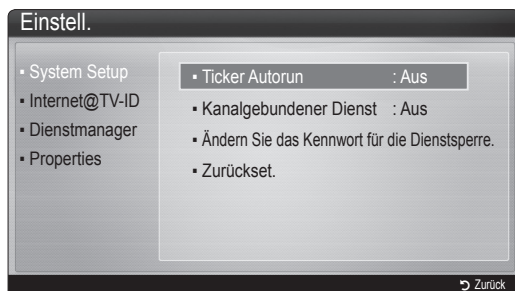 Einstell.
▪ System Setup
▪ Internet@TV-ID
▪ Dienstmanager
▪ Properties
▪ Ticker Autorun : Aus
▪ Kanalgebundener Dienst : Aus
▪ Ändern Sie das Kennwort für die Dienstsperre.
▪ Zurückset.
Zurück